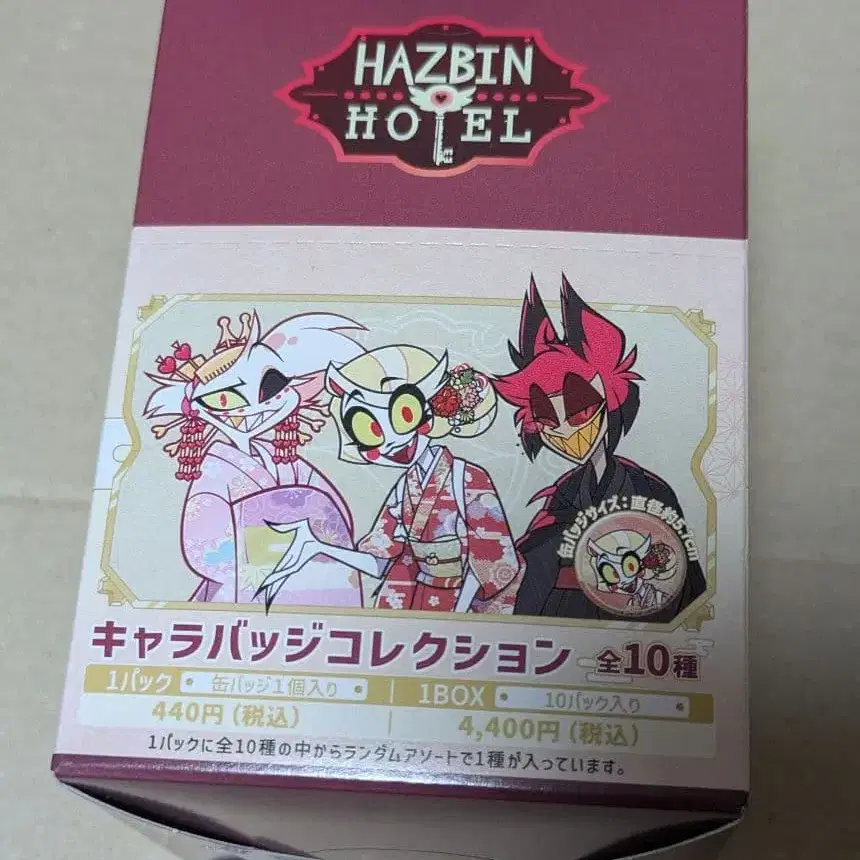 HAZBIN
HOTEL
缶バッジサイズ：直径約5.7cm
キャラバッジコレクション 全10種
1パック 缶バッジ1個入り 1BOX 10パック入り
440円(税込) 4,400円(税込)
1パックに全10種の中からランダムアソートで1種が入っています。